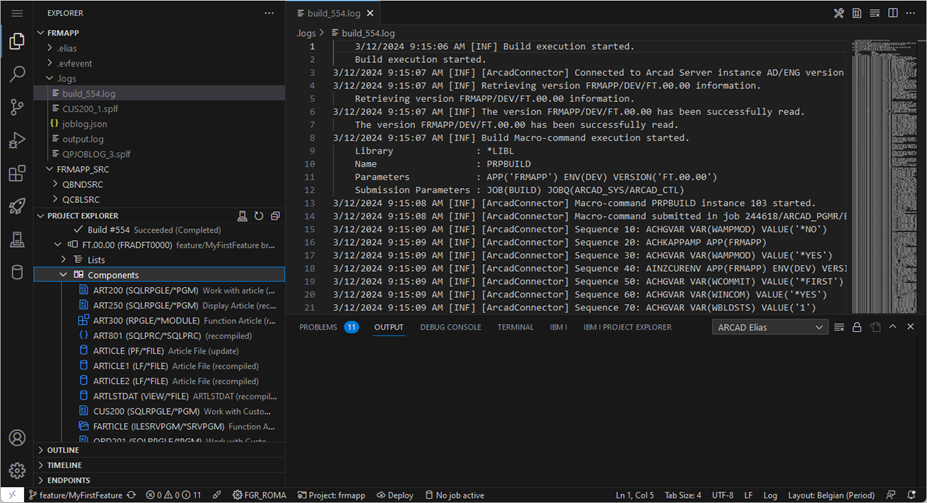 EXPLORER
FRMAPP
.elias
.evfevent
.logs
build_554.log
CUS200_1.splf
joblog.json
output.log
QPJOBLOG_3.splf
FRMAPP_SRC
QBNDSRC
QCBLSRC
PROJECT EXPLORER
Build #554 Succeeded (Completed)
FT.00.00 (FRADFT0000) feature/MyFirstFeature br...
Lists
Components
ART200 (SQLRPGLE/*PGM) Work with article (...
ART250 (SQLRPGLE/*PGM) Display Article (rec...
ART300 (RPGLE/*MODULE) Function Article (r...
ART801 (SQLPRC/*SQLPRC) (recompiled)
ARTICLE (PF/*FILE) Article File (update)
ARTICLE1 (LF/*FILE) Article File (recompiled)
ARTICLE2 (LF/*FILE) Article File (recompiled)
ARTLSTDAT (VIEW/*FILE) ARTLSTDAT (recompil...
CUS200 (SQLRPGLE/*PGM) Work with Custo...
FARTICLE (ILESRVPGM/*SRVPGM) Function A...
ORD201 (SQLRPGLE/*PGM) Work with Custo...
OUTLINE
TIMELINE
ENDPOINTS
build_554.log
.logs > build_554.log
1 3/12/2024 9:15:06 AM [INF] Build execution started.
2 Build execution started.
3 3/12/2024 9:15:07 AM [INF] [ArcadConnector] Connected to Arcad Server instance AD/ENG version
4 3/12/2024 9:15:07 AM [INF] Retrieving version FRMAPP/DEV/FT.00.00 information.
5 Retrieving version FRMAPP/DEV/FT.00.00 information.
6 3/12/2024 9:15:07 AM [INF] The version FRMAPP/DEV/FT.00.00 has been successfully read.
7 The version FRMAPP/DEV/FT.00.00 has been successfully read.
8 3/12/2024 9:15:07 AM [INF] Build Macro-command execution started.
9 Library : *LIBL
10 Name : PRPBUILD
11 Parameters : APP('FRMAPP') ENV(DEV) VERSION('FT.00.00')
12 Submission Parameters : JOB(BUILD) JOBQ(ARCAD_SYS/ARCAD_CTL)
13 3/12/2024 9:15:08 AM [INF] [ArcadConnector] Macro-command PRPBUILD instance 103 started.
14 3/12/2024 9:15:08 AM [INF] [ArcadConnector] Macro-command submitted in job 244618/ARCAD_PGMR/B
15 3/12/2024 9:15:09 AM [INF] [ArcadConnector] Sequence 10: ACHGVAR VAR(WAMPMOD) VALUE('*NO')
16 3/12/2024 9:15:09 AM [INF] [ArcadConnector] Sequence 20: ACHKAPPAMP APP(FRMAPP)
17 3/12/2024 9:15:09 AM [INF] [ArcadConnector] Sequence 30: ACHGVAR VAR(WAMPMOD) VALUE('*YES')
18 3/12/2024 9:15:09 AM [INF] [ArcadConnector] Sequence 40: AINZCURENV APP(FRMAPP) ENV(DEV) VERSI
19 3/12/2024 9:15:09 AM [INF] [ArcadConnector] Sequence 50: ACHGVAR VAR(WCOMMIT) VALUE('*FIRST')
20 3/12/2024 9:15:09 AM [INF] [ArcadConnector] Sequence 60: ACHGVAR VAR(WINCOM) VALUE('*YES')
21 3/12/2024 9:15:09 AM [INF] [ArcadConnector] Sequence 70: ACHGVAR VAR(WBLDSTS) VALUE('1')
PROBLEMS 11 OUTPUT DEBUG CONSOLE TERMINAL IBM I IBM I PROJECT EXPLORER ARCAD Elias
feature/MyFirstFeature 0 0 11 FGR_ROMA Project: frmapp Deploy No job active Ln 1, Col 5 Tab Size: 4 UTF-8 LF Log Layout: Belgian (Period)